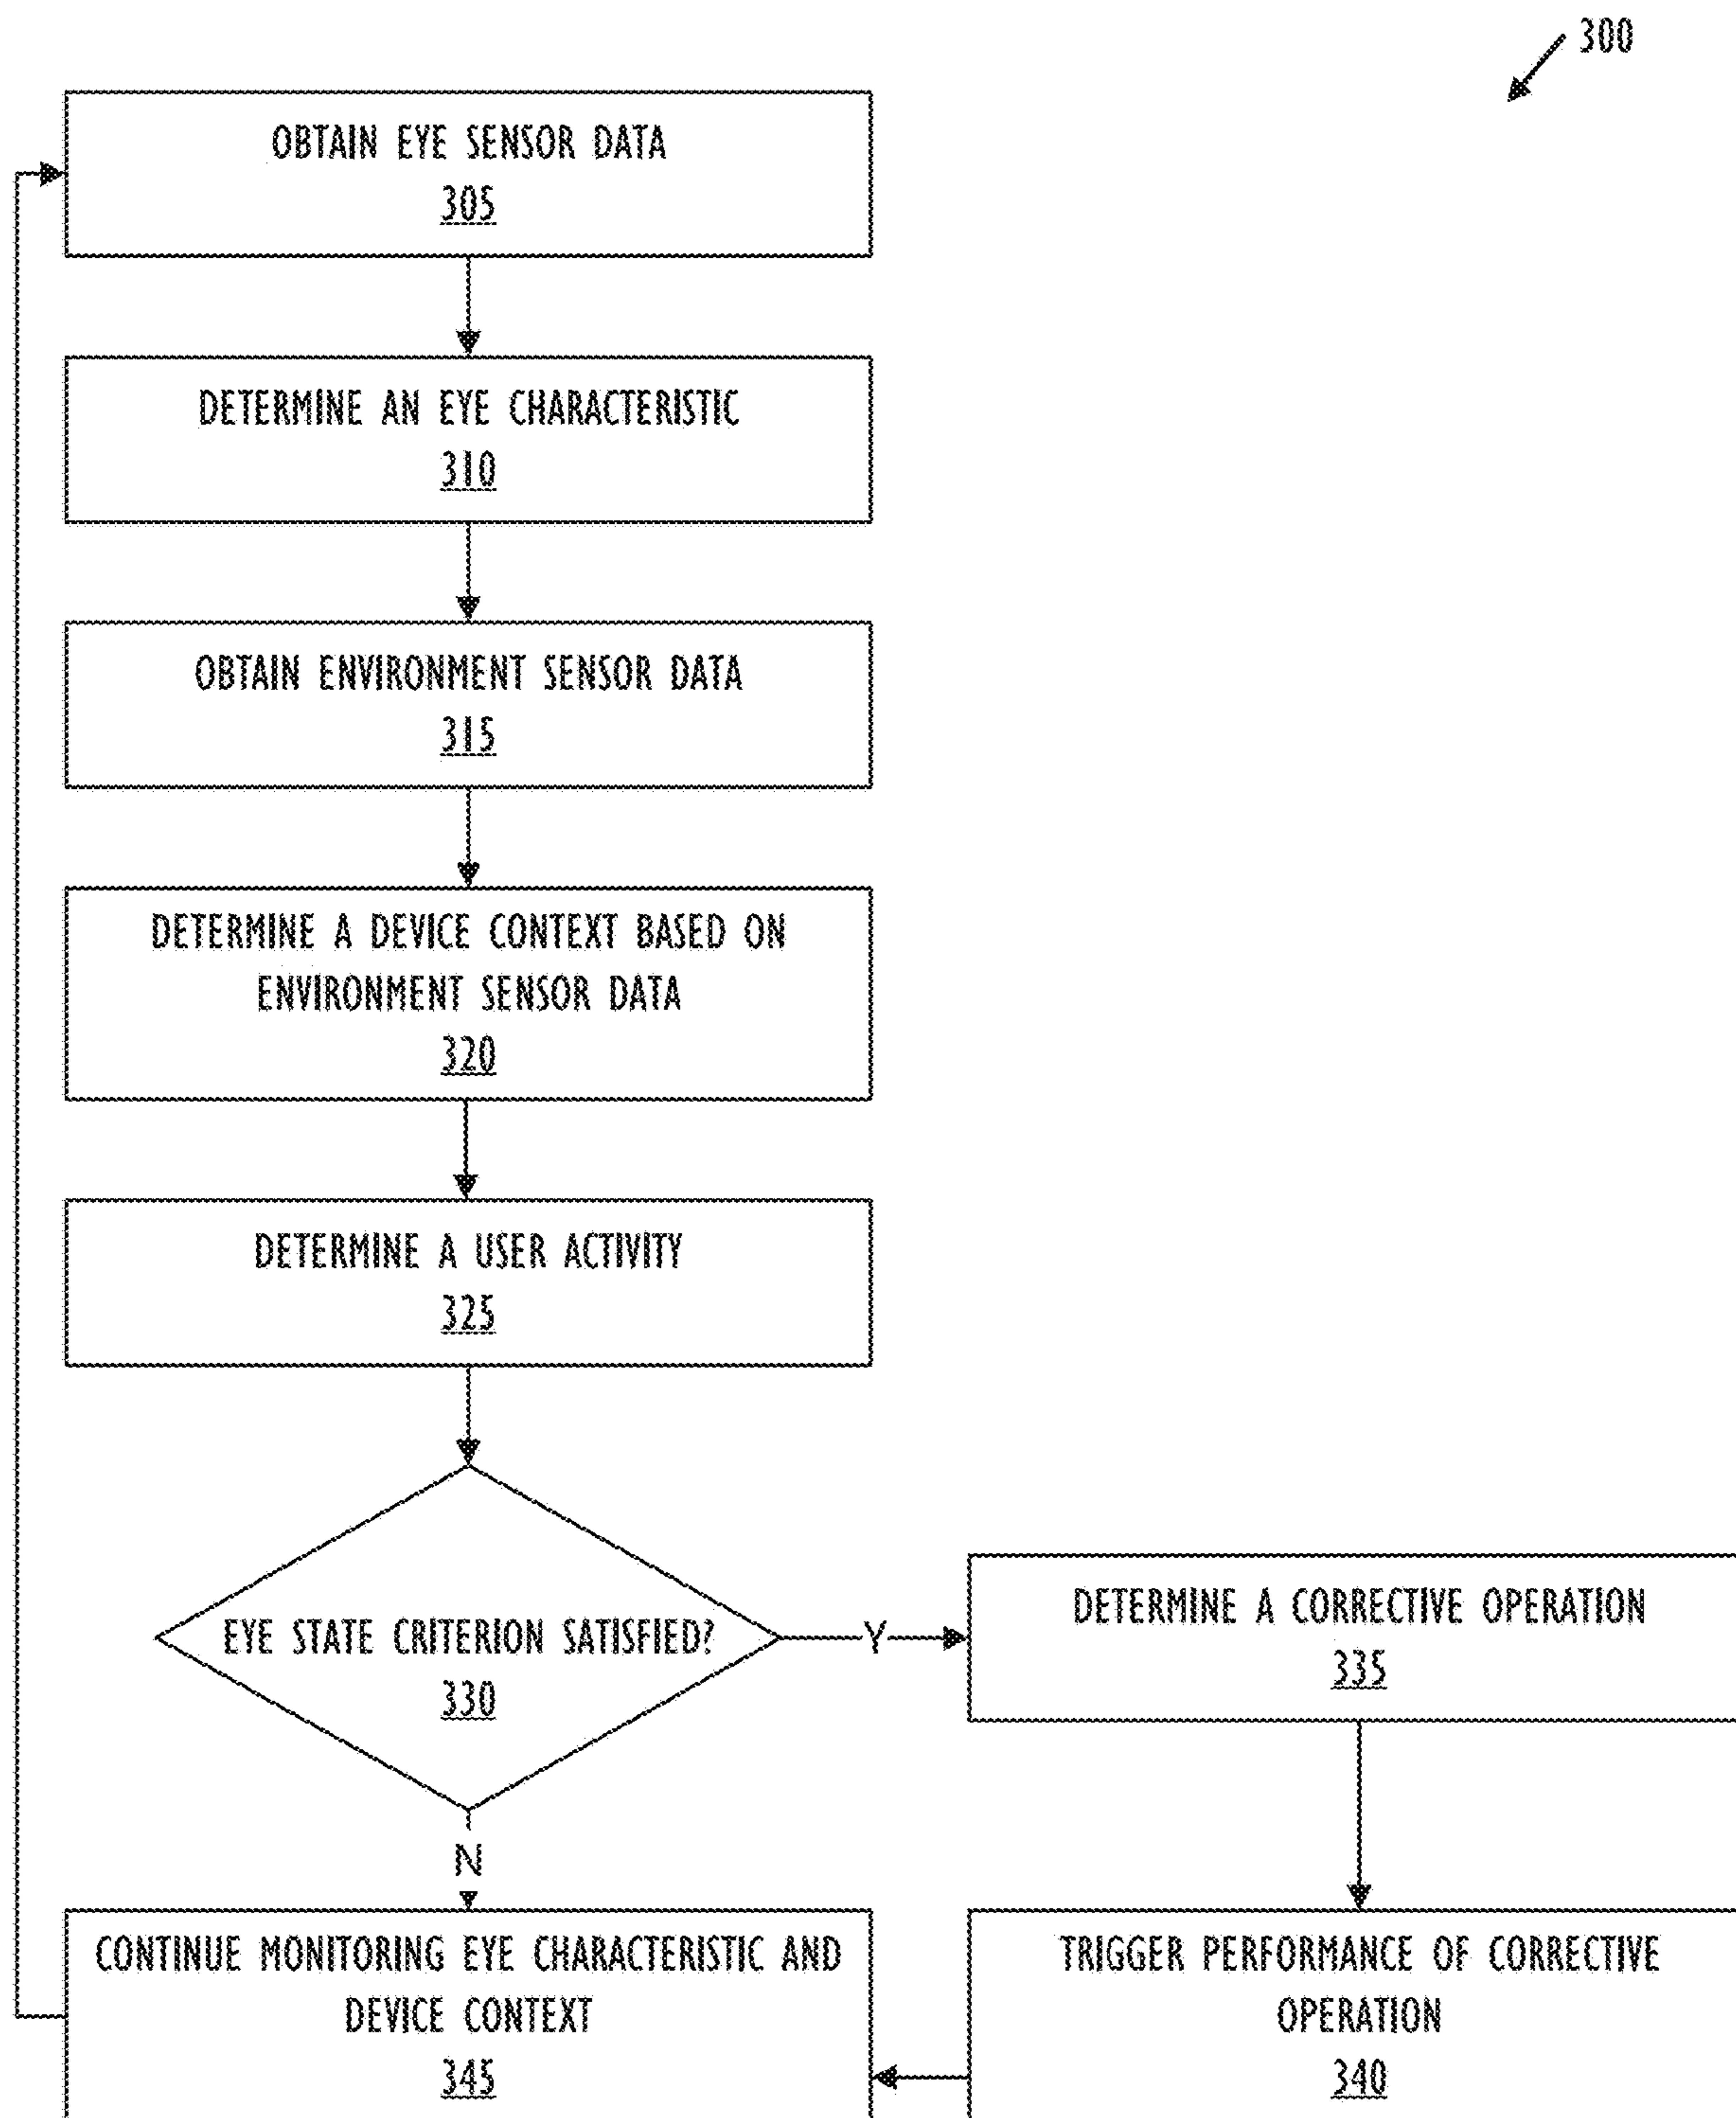 300
OBTAIN EYE SENSOR DATA
305
DETERMINE AN EYE CHARACTERISTIC
310
OBTAIN ENVIRONMENT SENSOR DATA
315
DETERMINE A DEVICE CONTEXT BASED ON
ENVIRONMENT SENSOR DATA
320
DETERMINE A USER ACTIVITY
325
EYE STATE CRITERION SATISFIED?
330
Y
DETERMINE A CORRECTIVE OPERATION
335
N
CONTINUE MONITORING EYE CHARACTERISTIC AND
DEVICE CONTEXT
345
TRIGGER PERFORMANCE OF CORRECTIVE
OPERATION
340